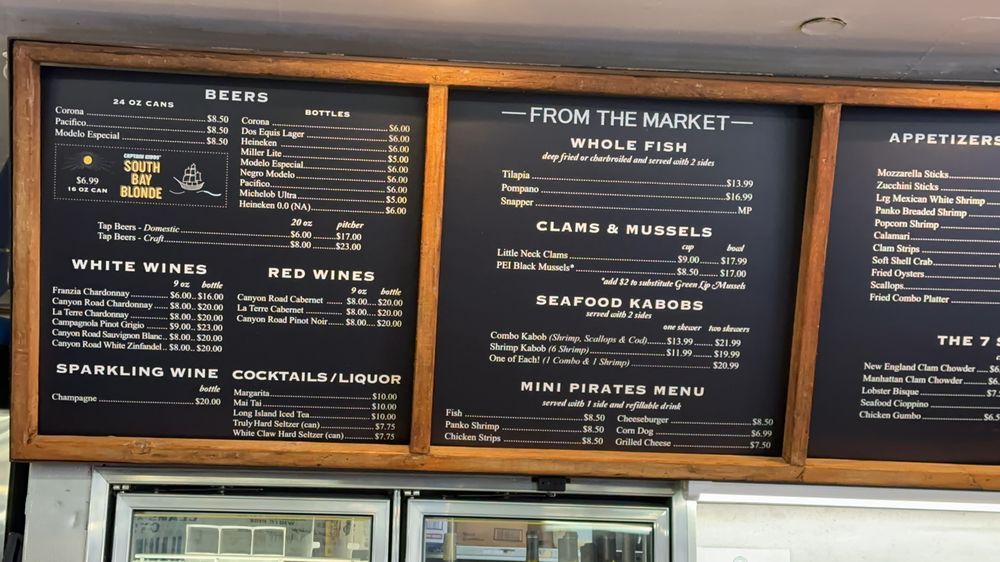 BEERS
24 OZ CANS
Corona $8.50
Pacifico $8.50
Modelo Especial $8.50
CAPTAIN KIDDS'
SOUTH
BAY
BLONDE
$6.99
16 OZ CAN
BOTTLES
Corona $6.00
Dos Equis Lager $6.00
Heineken $6.00
Miller Lite $5.00
Modelo Especial $6.00
Negro Modelo $6.00
Pacifico $6.00
Michelob Ultra $5.00
Heineken 0.0 (NA) $6.00
20 oz pitcher
Tap Beers - Domestic $6.00 $17.00
Tap Beers - Craft $8.00 $23.00
WHITE WINES
9 oz bottle
Franzia Chardonnay $6.00 $16.00
Canyon Road Chardonnay $8.00 $20.00
La Terre Chardonnay $8.00 $20.00
Campagnola Pinot Grigio $9.00 $23.00
Canyon Road Sauvignon Blanc $8.00 $20.00
Canyon Road White Zinfandel $8.00 $20.00
RED WINES
9 oz bottle
Canyon Road Cabernet $8.00 $20.00
La Terre Cabernet $8.00 $20.00
Canyon Road Pinot Noir $8.00 $20.00
SPARKLING WINE
bottle
Champagne $20.00
COCKTAILS/LIQUOR
Margarita $10.00
Mai Tai $10.00
Long Island Iced Tea $10.00
Truly Hard Seltzer (can) $7.75
White Claw Hard Seltzer (can) $7.75
— FROM THE MARKET —
WHOLE FISH
deep fried or charbroiled and served with 2 sides
Tilapia $13.99
Pompano $16.99
Snapper MP
CLAMS & MUSSELS
cup bowl
Little Neck Clams $9.00 $17.99
PEI Black Mussels* $8.50 $17.00
*add $2 to substitute Green Lip Mussels
SEAFOOD KABOBS
served with 2 sides
one skewer two skewers
Combo Kabob (Shrimp, Scallops & Cod) $13.99 $21.99
Shrimp Kabob (6 Shrimp) $11.99 $19.99
One of Each! (1 Combo & 1 Shrimp) $20.99
MINI PIRATES MENU
served with 1 side and refillable drink
Fish $8.50
Panko Shrimp $8.50
Chicken Strips $8.50
Cheeseburger $8.50
Corn Dog $6.99
Grilled Cheese $7.50
APPETIZERS
Mozzarella Sticks
Zucchini Sticks
Lrg Mexican White Shrimp
Panko Breaded Shrimp
Popcorn Shrimp
Calamari
Clam Strips
Soft Shell Crab
Fried Oysters
Scallops
Fried Combo Platter
THE 7 S
New England Clam Chowder $6
Manhattan Clam Chowder $6
Lobster Bisque $7.
Seafood Cioppino
Chicken Gumbo $6.5